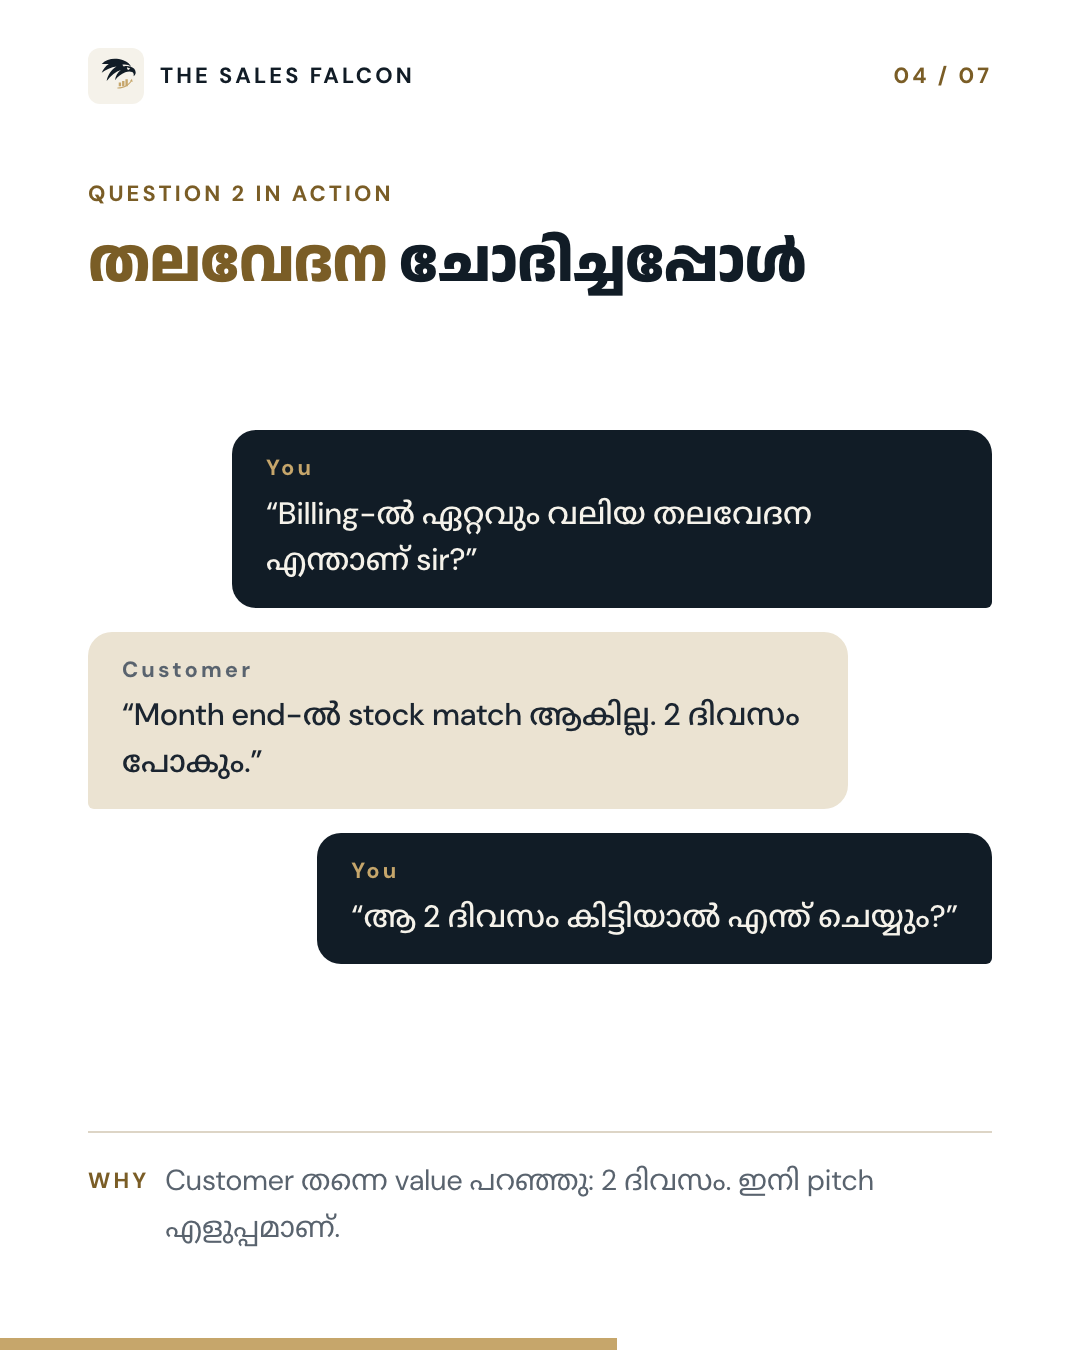 THE SALES FALCON
04 / 07
QUESTION 2 IN ACTION
തലവേദന ചോദിച്ചപ്പോൾ
You
“Billing-ൽ ഏറ്റവും വലിയ തലവേദന
എന്താണ് sir?”
Customer
“Month end-ൽ stock match ആകില്ല. 2 ദിവസം
പോകും.”
You
“ആ 2 ദിവസം കിട്ടിയാൽ എന്ത് ചെയ്യും?”
WHY Customer തന്നെ value പറഞ്ഞു: 2 ദിവസം. ഇനി pitch
എളുപ്പമാണ്.